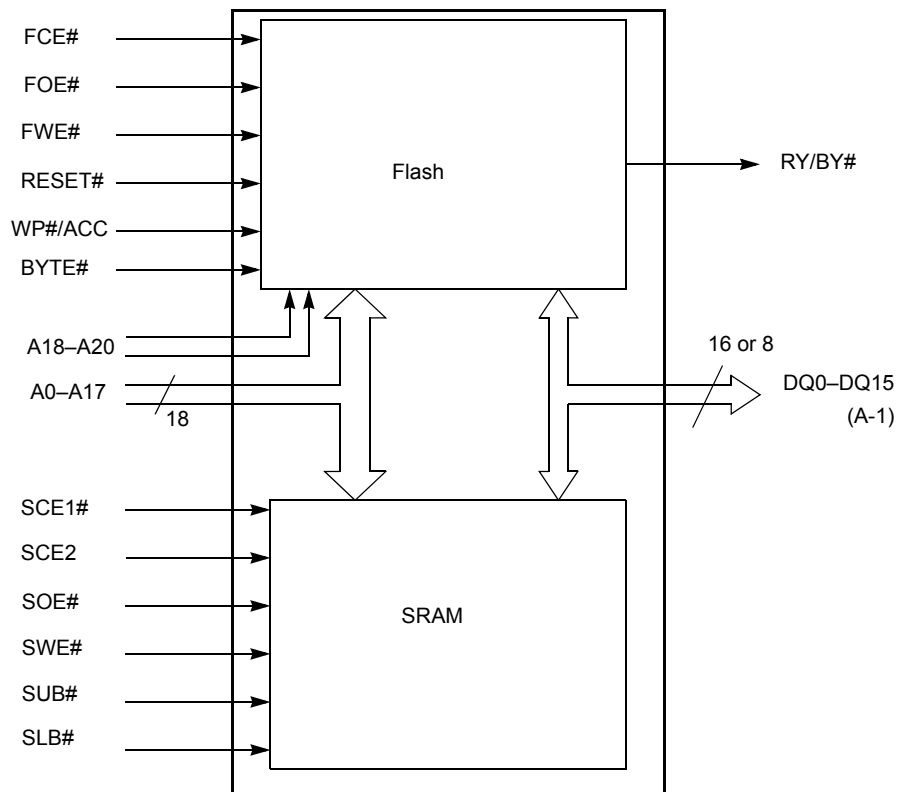 FCE#
FOE#
FWE#
RESET#
WP#/ACC
BYTE#
Flash
RY/BY#
A18–A20
A0–A17
18
16 or 8
DQ0–DQ15
(A-1)
SCE1#
SCE2
SOE#
SWE#
SUB#
SLB#
SRAM